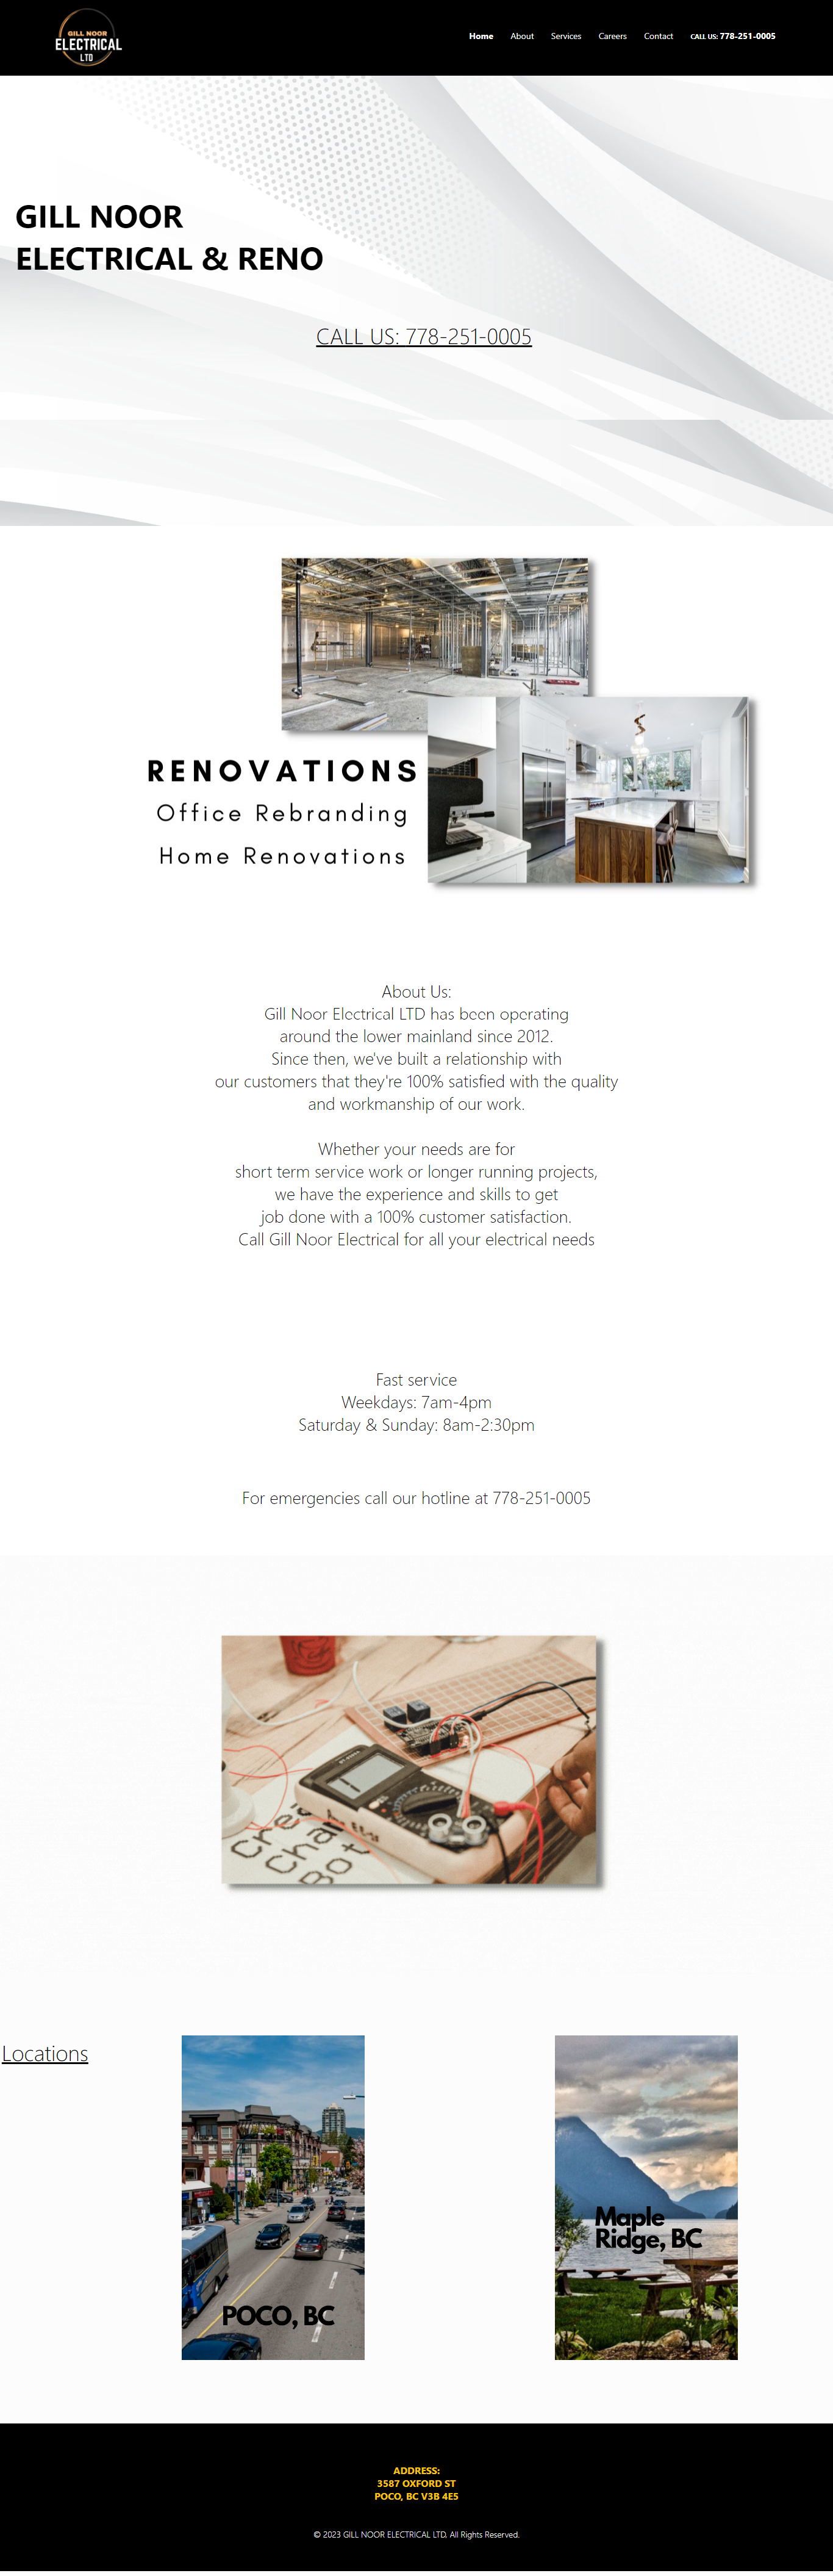 GILL NOOR
ELECTRICAL
LTD
Home About Services Careers Contact CALL US: 778-251-0005
GILL NOOR
ELECTRICAL & RENO
CALL US: 778-251-0005
RENOVATIONS
Office Rebranding
Home Renovations
About Us:
Gill Noor Electrical LTD has been operating
around the lower mainland since 2012.
Since then, we've built a relationship with
our customers that they're 100% satisfied with the quality
and workmanship of our work.
Whether your needs are for
short term service work or longer running projects,
we have the experience and skills to get
job done with a 100% customer satisfaction.
Call Gill Noor Electrical for all your electrical needs
Fast service
Weekdays: 7am-4pm
Saturday & Sunday: 8am-2:30pm
For emergencies call our hotline at 778-251-0005
Locations
POCO, BC
Maple
Ridge, BC
ADDRESS:
3587 OXFORD ST
POCO, BC V3B 4E5
© 2023 GILL NOOR ELECTRICAL LTD, All Rights Reserved.